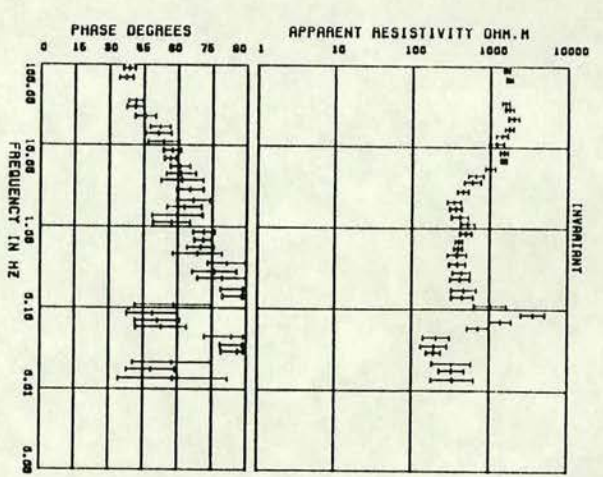 PHASE DEGREES
0 15 30 45 60 75 90
APPARENT RESISTIVITY OHM.M
1 10 100 1000 10000
100.00
10.00
1.00
0.10
0.01
0.00
FREQUENCY IN HZ
INVARIANT